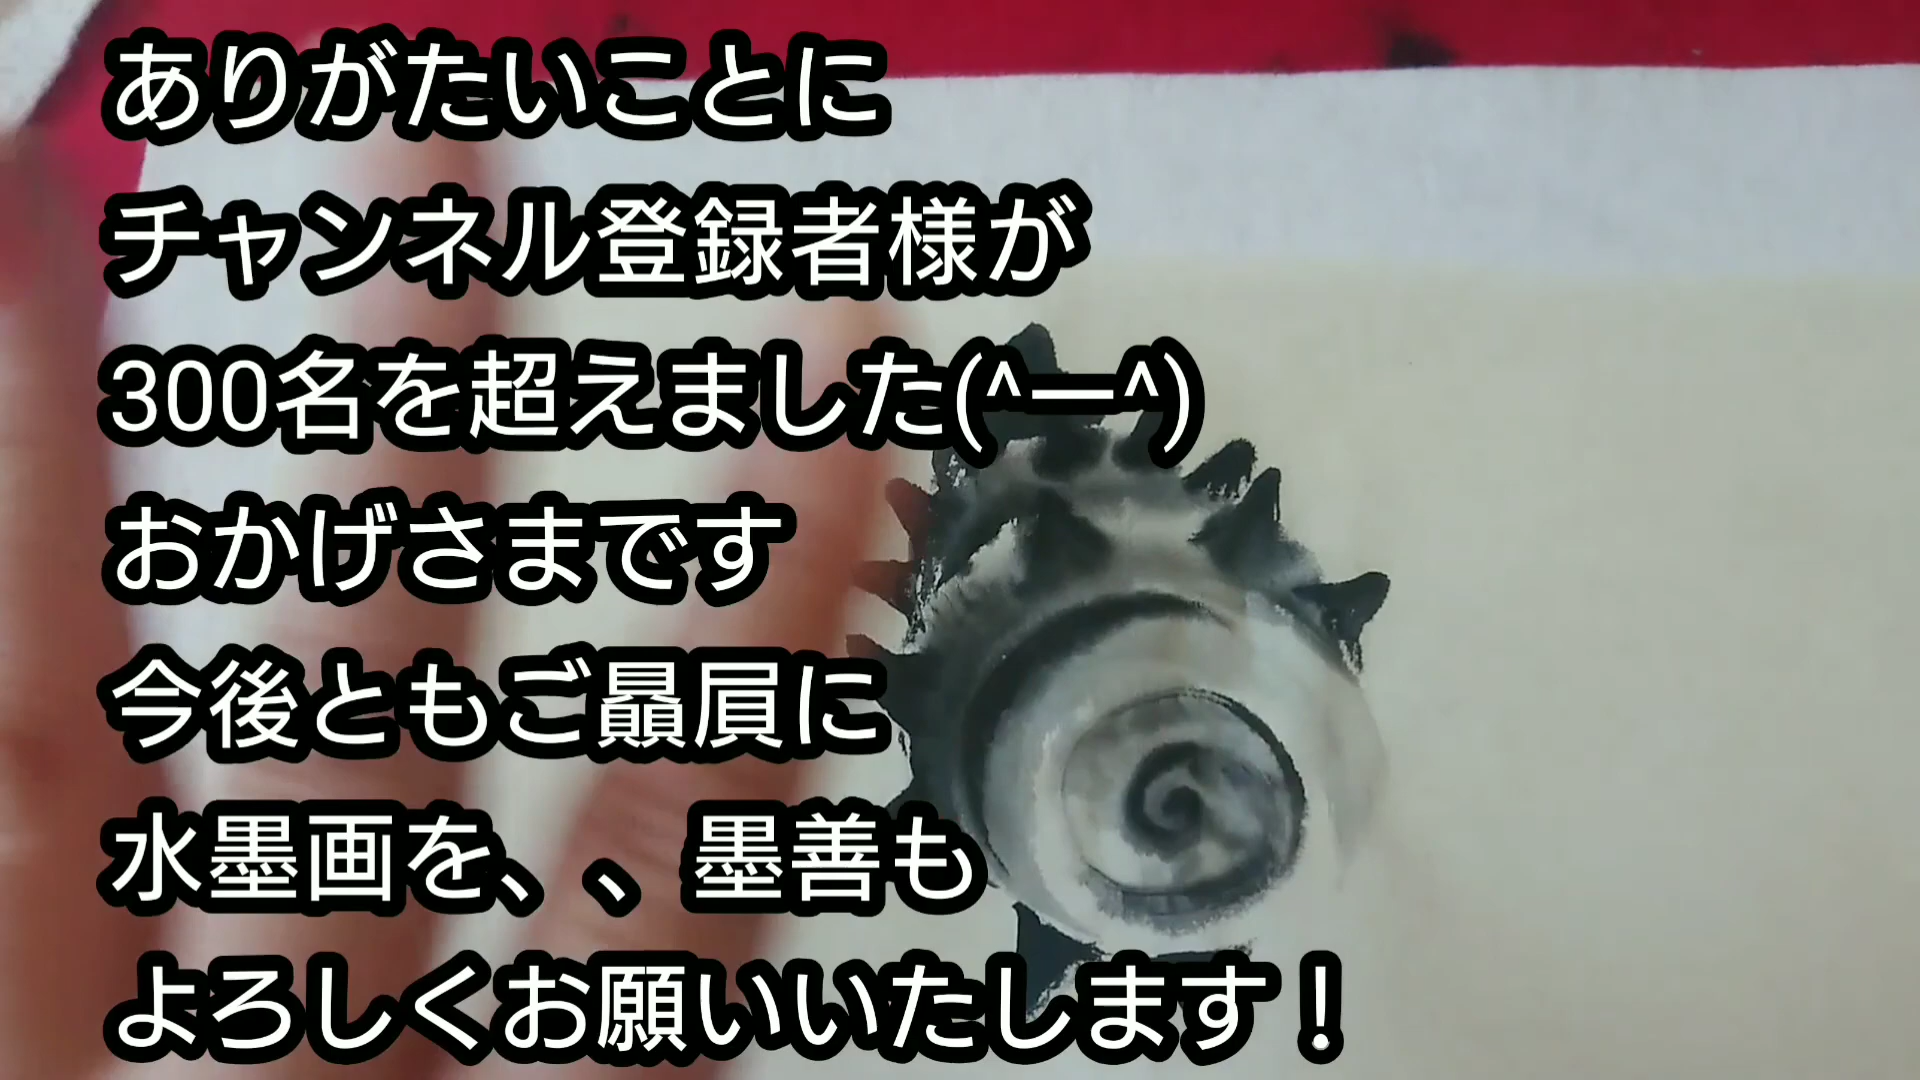 ありがたいことに
チャンネル登録者様が
300名を超えました(^ー^)
おかげさまです
今後ともご贔屓に
水墨画を、、墨善も
よろしくお願いいたします！